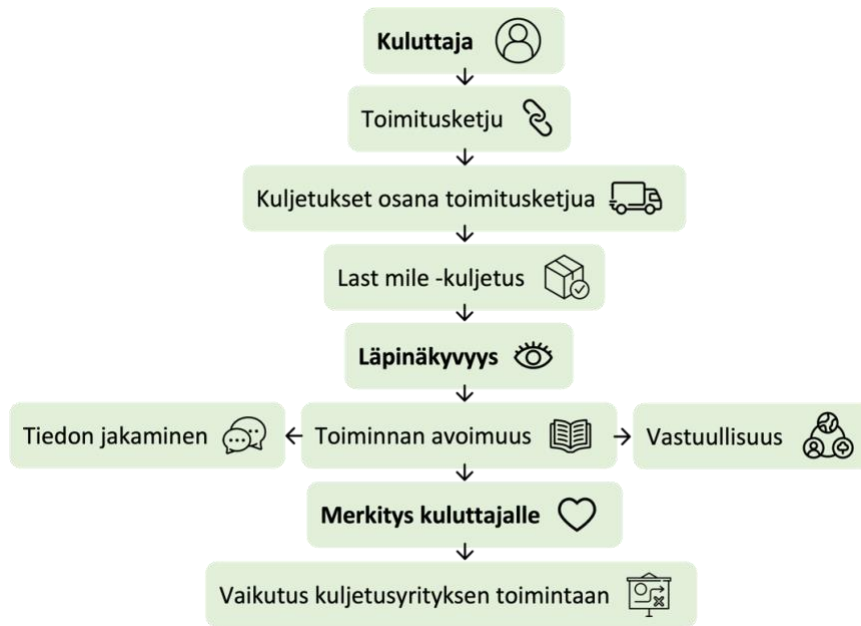 Kuluttaja
Toimitusketju
Kuljetukset osana toimitusketjua
Last mile -kuljetus
Läpinäkyvyys
Tiedon jakaminen
Toiminnan avoimuus
Vastuullisuus
Merkitys kuluttajalle
Vaikutus kuljetusyrityksen toimintaan